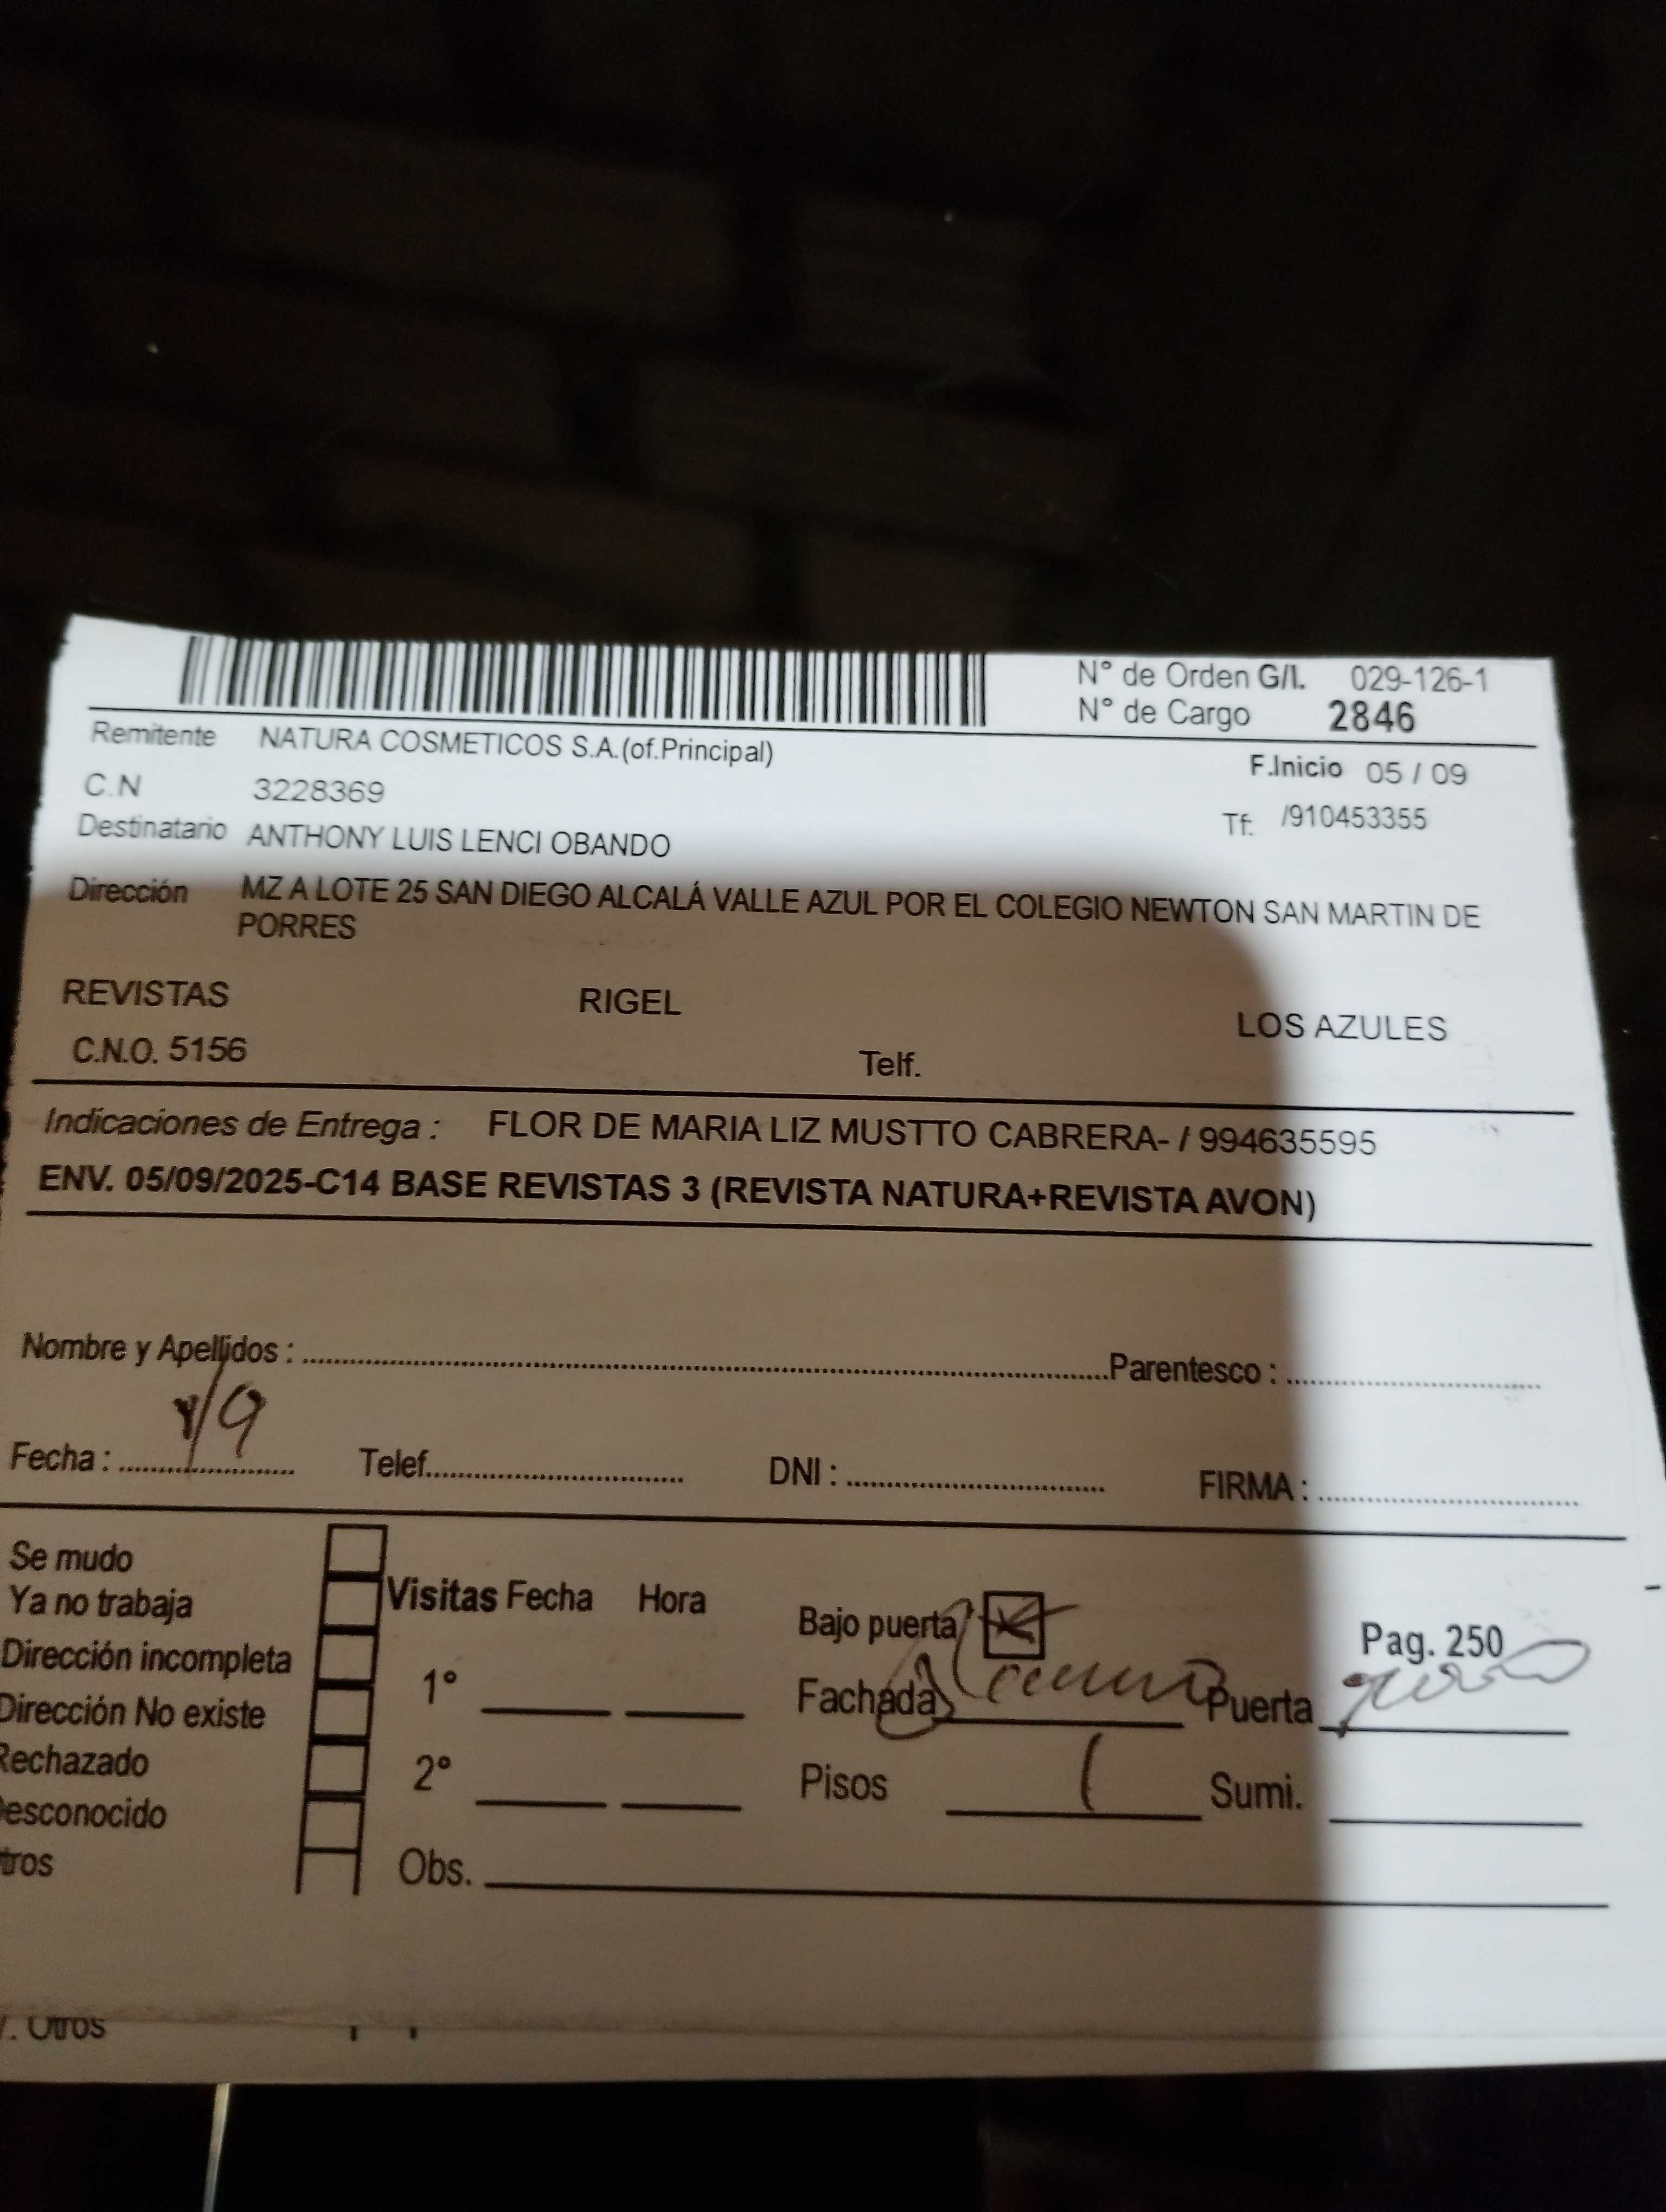 N° de Orden G/I. 029-126-1
N° de Cargo 2846
Remitente NATURA COSMETICOS S.A.(of.Principal)
F.Inicio 05 / 09
C.N 3228369
Tf: /910453355
Destinatario ANTHONY LUIS LENCI OBANDO
Dirección MZ A LOTE 25 SAN DIEGO ALCALÁ VALLE AZUL POR EL COLEGIO NEWTON SAN MARTIN DE
PORRES
REVISTAS RIGEL LOS AZULES
C.N.O. 5156 Telf.
Indicaciones de Entrega : FLOR DE MARIA LIZ MUSTTO CABRERA- / 994635595
ENV. 05/09/2025-C14 BASE REVISTAS 3 (REVISTA NATURA+REVISTA AVON)
Nombre y Apellidos : Parentesco :
Fecha : /9 Telef. DNI : FIRMA :
Se mudo
Ya no trabaja
Dirección incompleta
Dirección No existe
Rechazado
esconocido
tros
Visitas Fecha Hora
1°
2°
Obs.
Bajo puerta
Pag. 250
Fachada Puerta
Pisos 1 Sumi.
. Otros